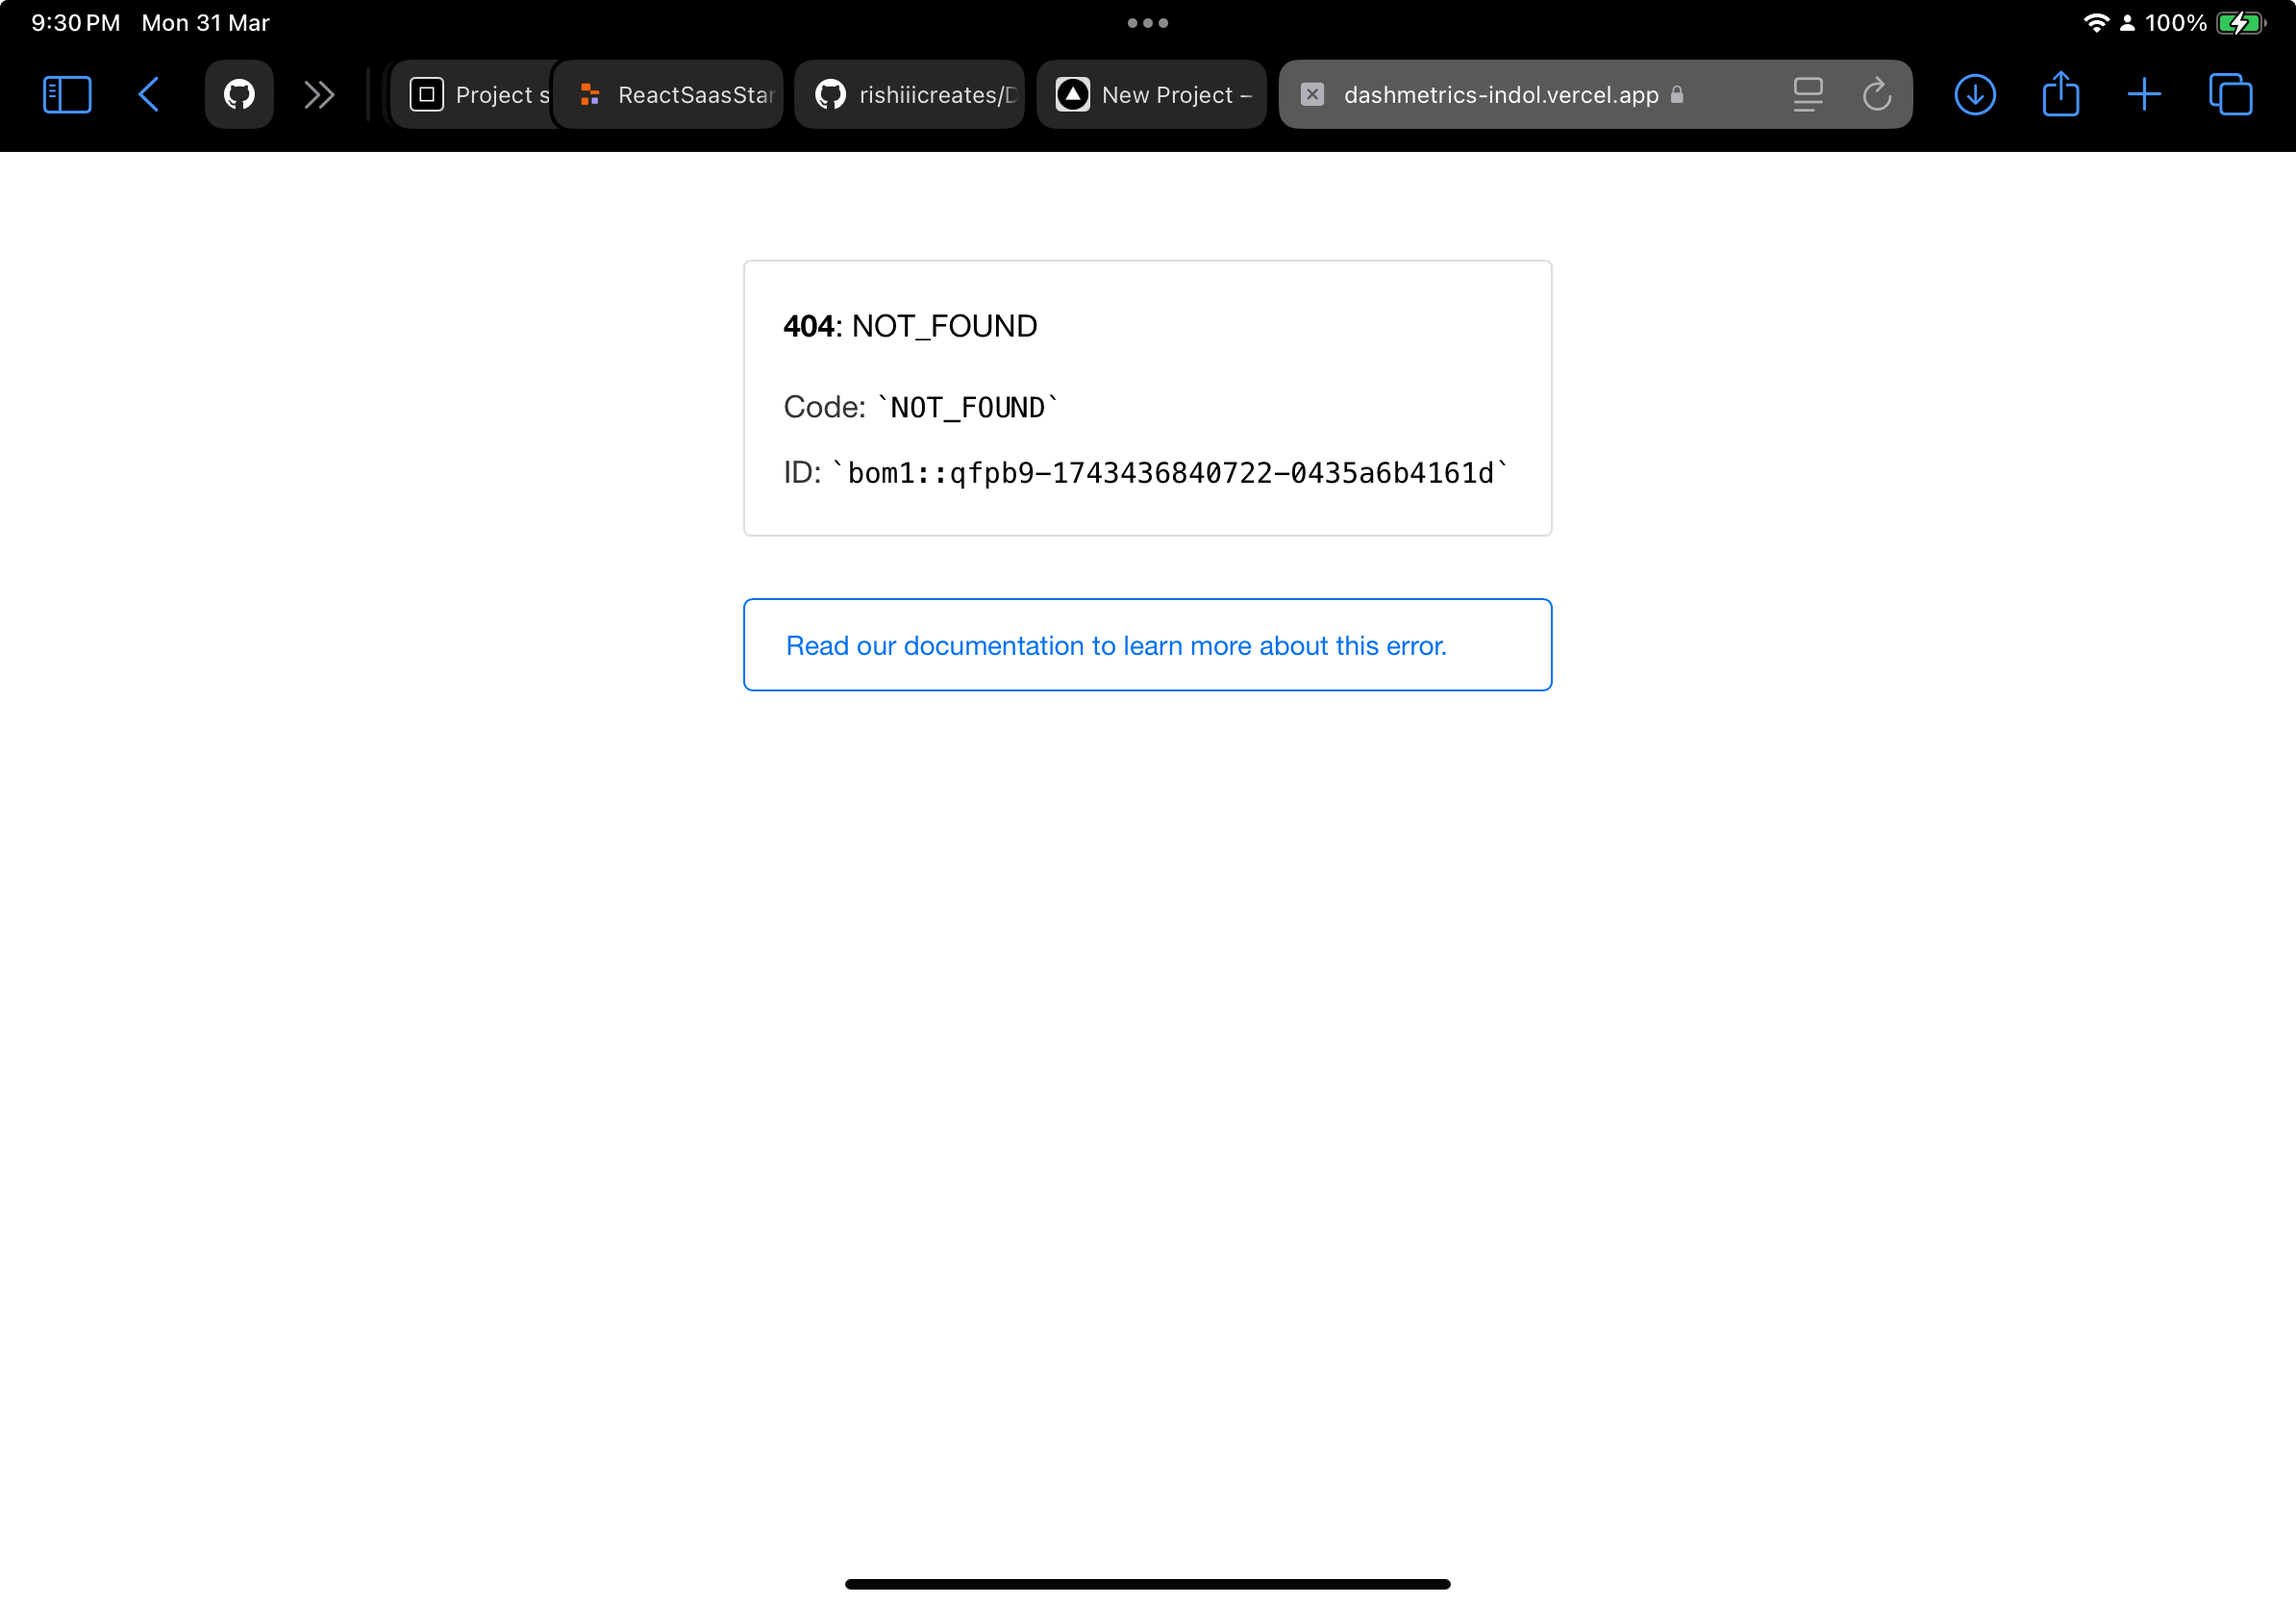 9:30 PM Mon 31 Mar
100%
Project s
ReactSaasStar
rishiiicreates/D
New Project –
dashmetrics-indol.vercel.app
404: NOT_FOUND
Code: `NOT_FOUND`
ID: `bom1::qfpb9-1743436840722-0435a6b4161d`
Read our documentation to learn more about this error.